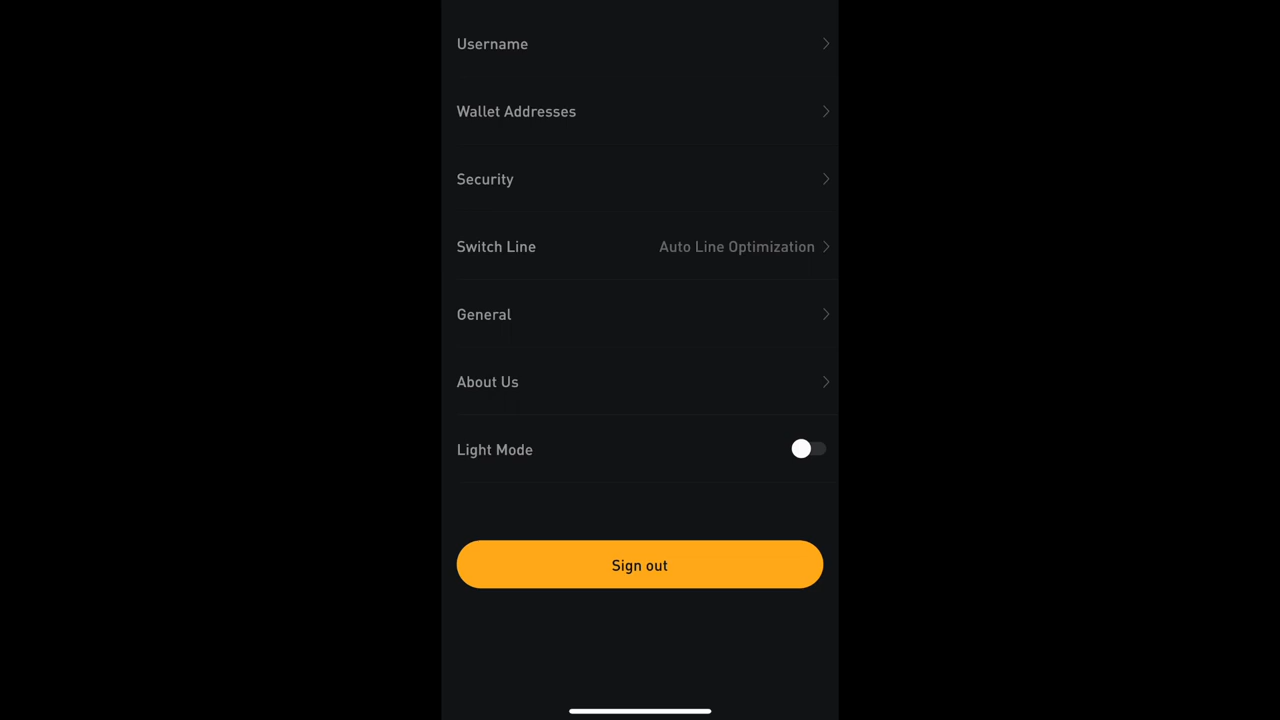 Username
Wallet Addresses
Security
Switch Line Auto Line Optimization
General
About Us
Light Mode
Sign out